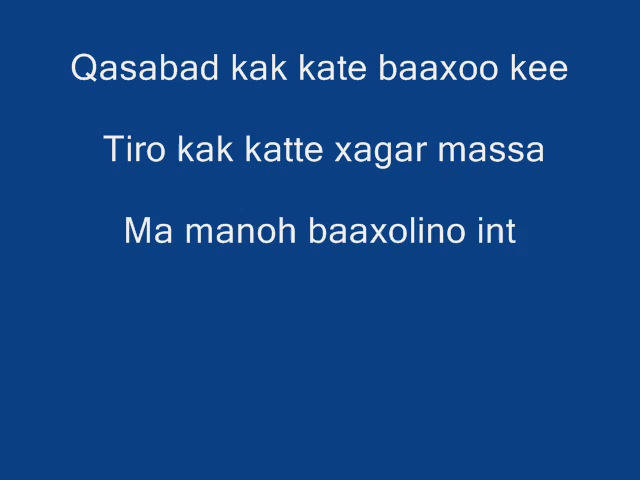 Qasabad kak kate baaxoo kee
Tiro kak katte xagar massa
Ma manoh baaxolino int